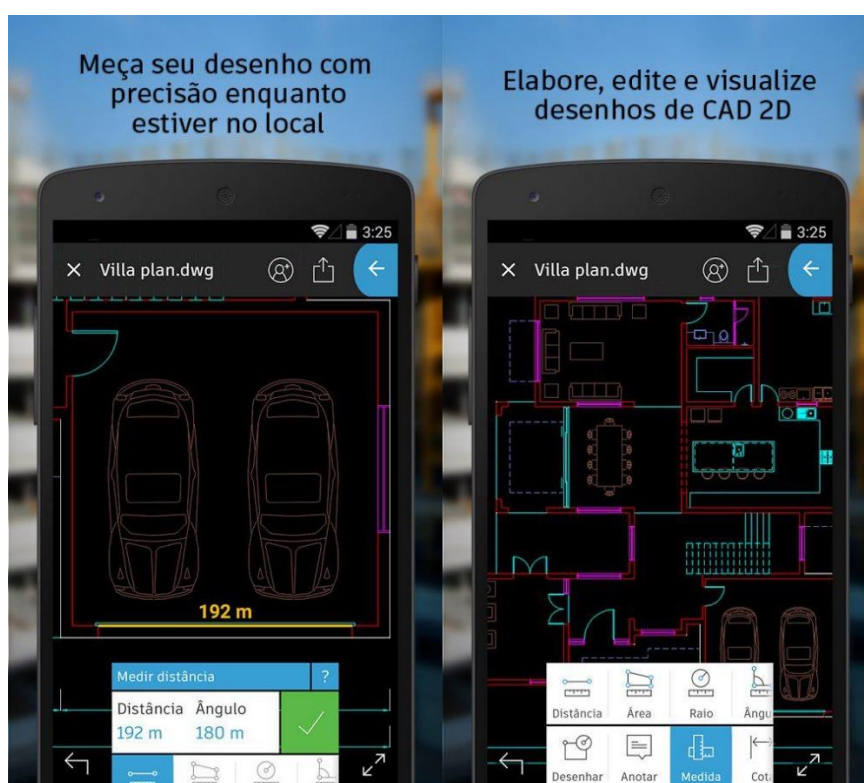 Meça seu desenho com
precisão enquanto
estiver no local
3:25
Villa plan.dwg
192 m
Medir distância ?
Distância Ângulo
192 m 180 m
Elabore, edite e visualize
desenhos de CAD 2D
3:25
Villa plan.dwg
Distância Área Raio Ângu
Desenhar Anotar Medida Cota